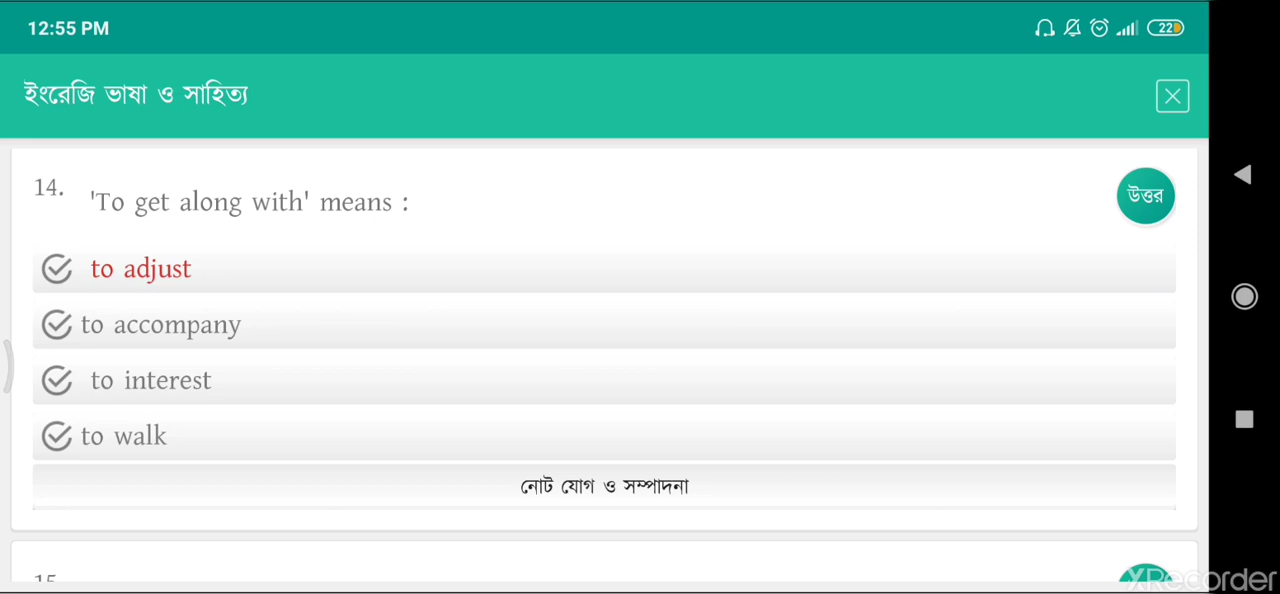 12:55 PM
22
ইংরেজি ভাষা ও সাহিত্য
14.
'To get along with' means :
উত্তর
to adjust
to accompany
to interest
to walk
নোট যোগ ও সম্পাদনা
15
XRecorder